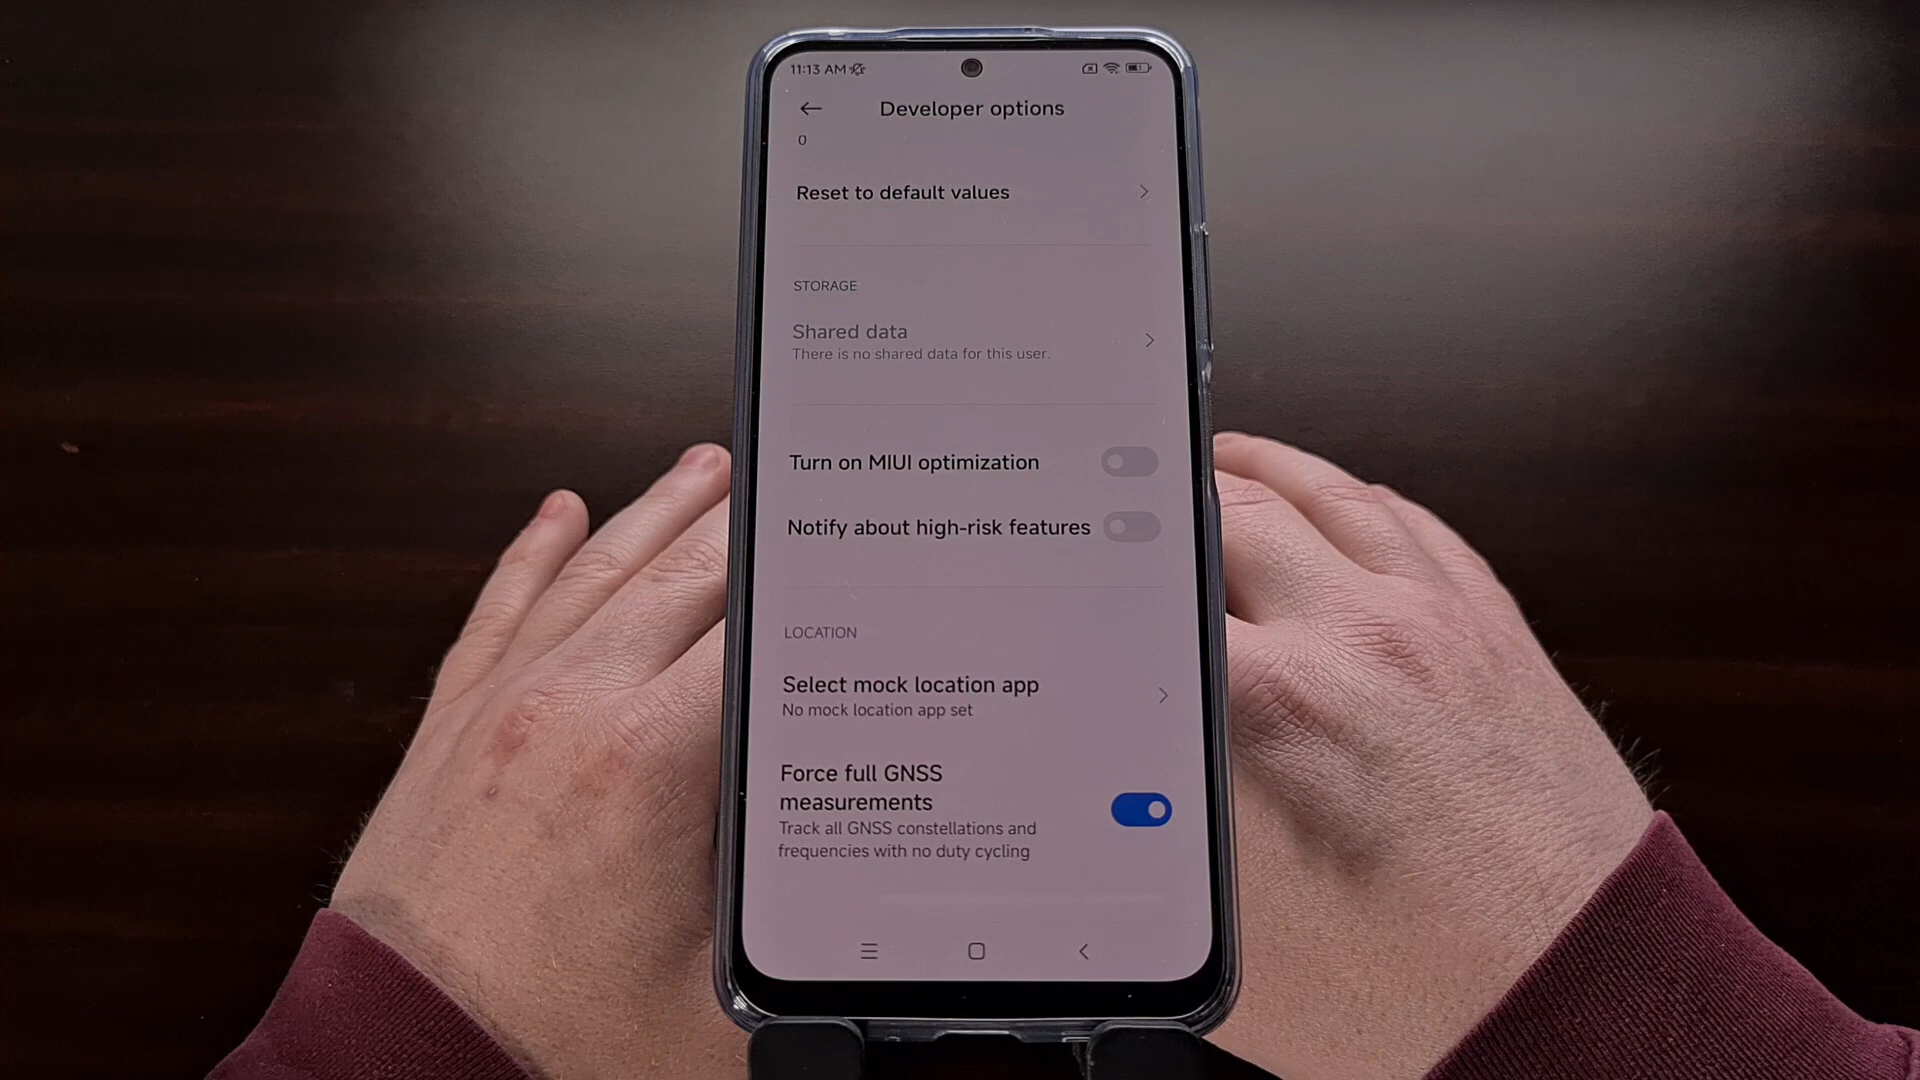 11:13 AM
Developer options
0
Reset to default values
STORAGE
Shared data
There is no shared data for this user.
Turn on MIUI optimization
Notify about high-risk features
LOCATION
Select mock location app
No mock location app set
Force full GNSS
measurements
Track all GNSS constellations and
frequencies with no duty cycling